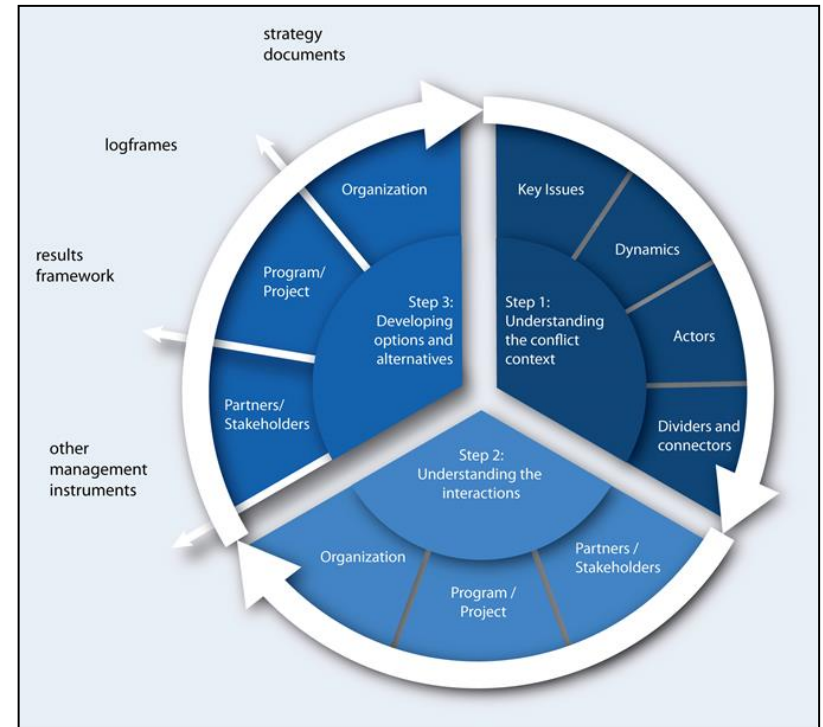 strategy
documents
logframes
results
framework
other
management
instruments
Organization
Program/
Project
Partners/
Stakeholders
Step 3:
Developing
options and
alternatives
Key Issues
Dynamics
Actors
Dividers and
connectors
Step 1:
Understanding
the conflict
context
Step 2:
Understanding the
interactions
Organization
Program /
Project
Partners /
Stakeholders